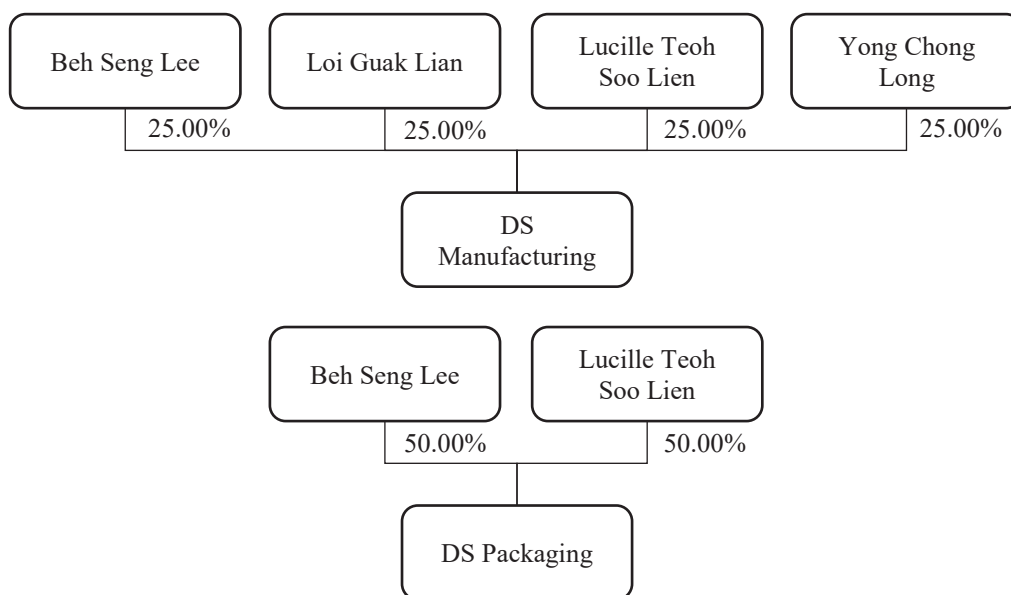 Beh Seng Lee
Loi Guak Lian
Lucille Teoh
Soo Lien
Yong Chong
Long
25.00%
25.00%
25.00%
25.00%
DS
Manufacturing
Beh Seng Lee
Lucille Teoh
Soo Lien
50.00%
50.00%
DS Packaging